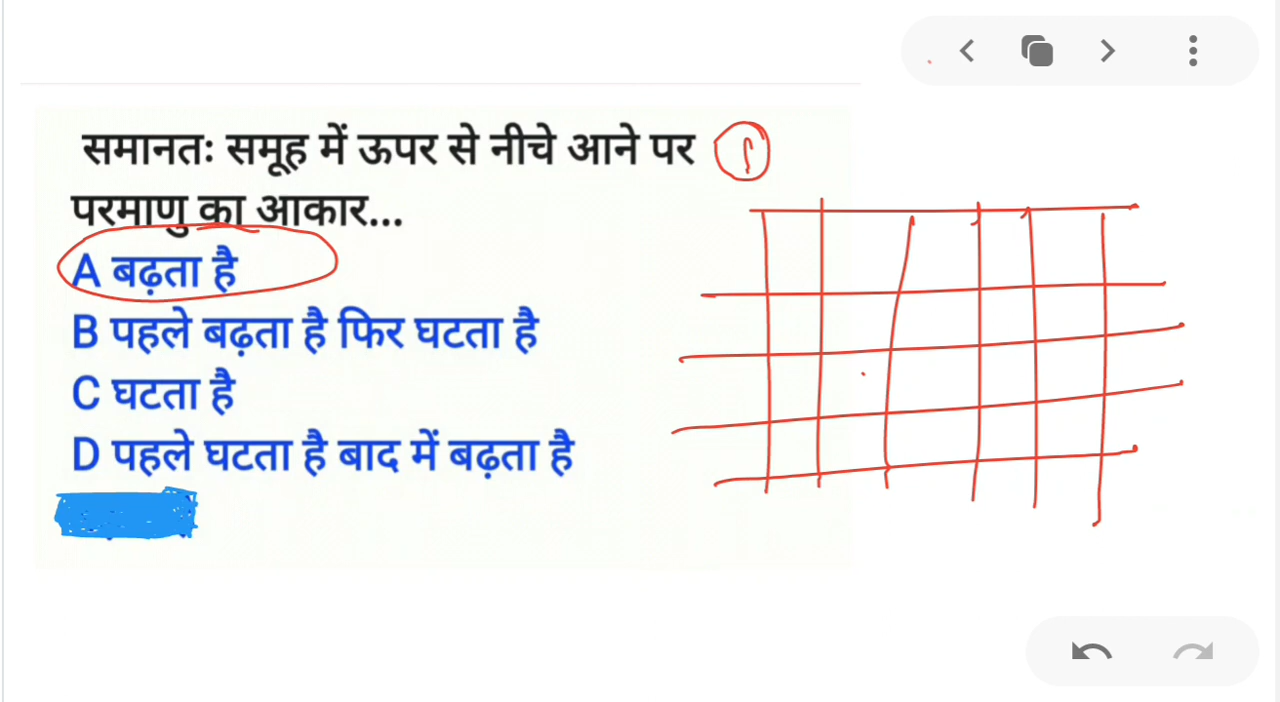 समानतः समूह में ऊपर से नीचे आने पर
परमाणु का आकार...
A बढ़ता है
B पहले बढ़ता है फिर घटता है
C घटता है
D पहले घटता है बाद में बढ़ता है